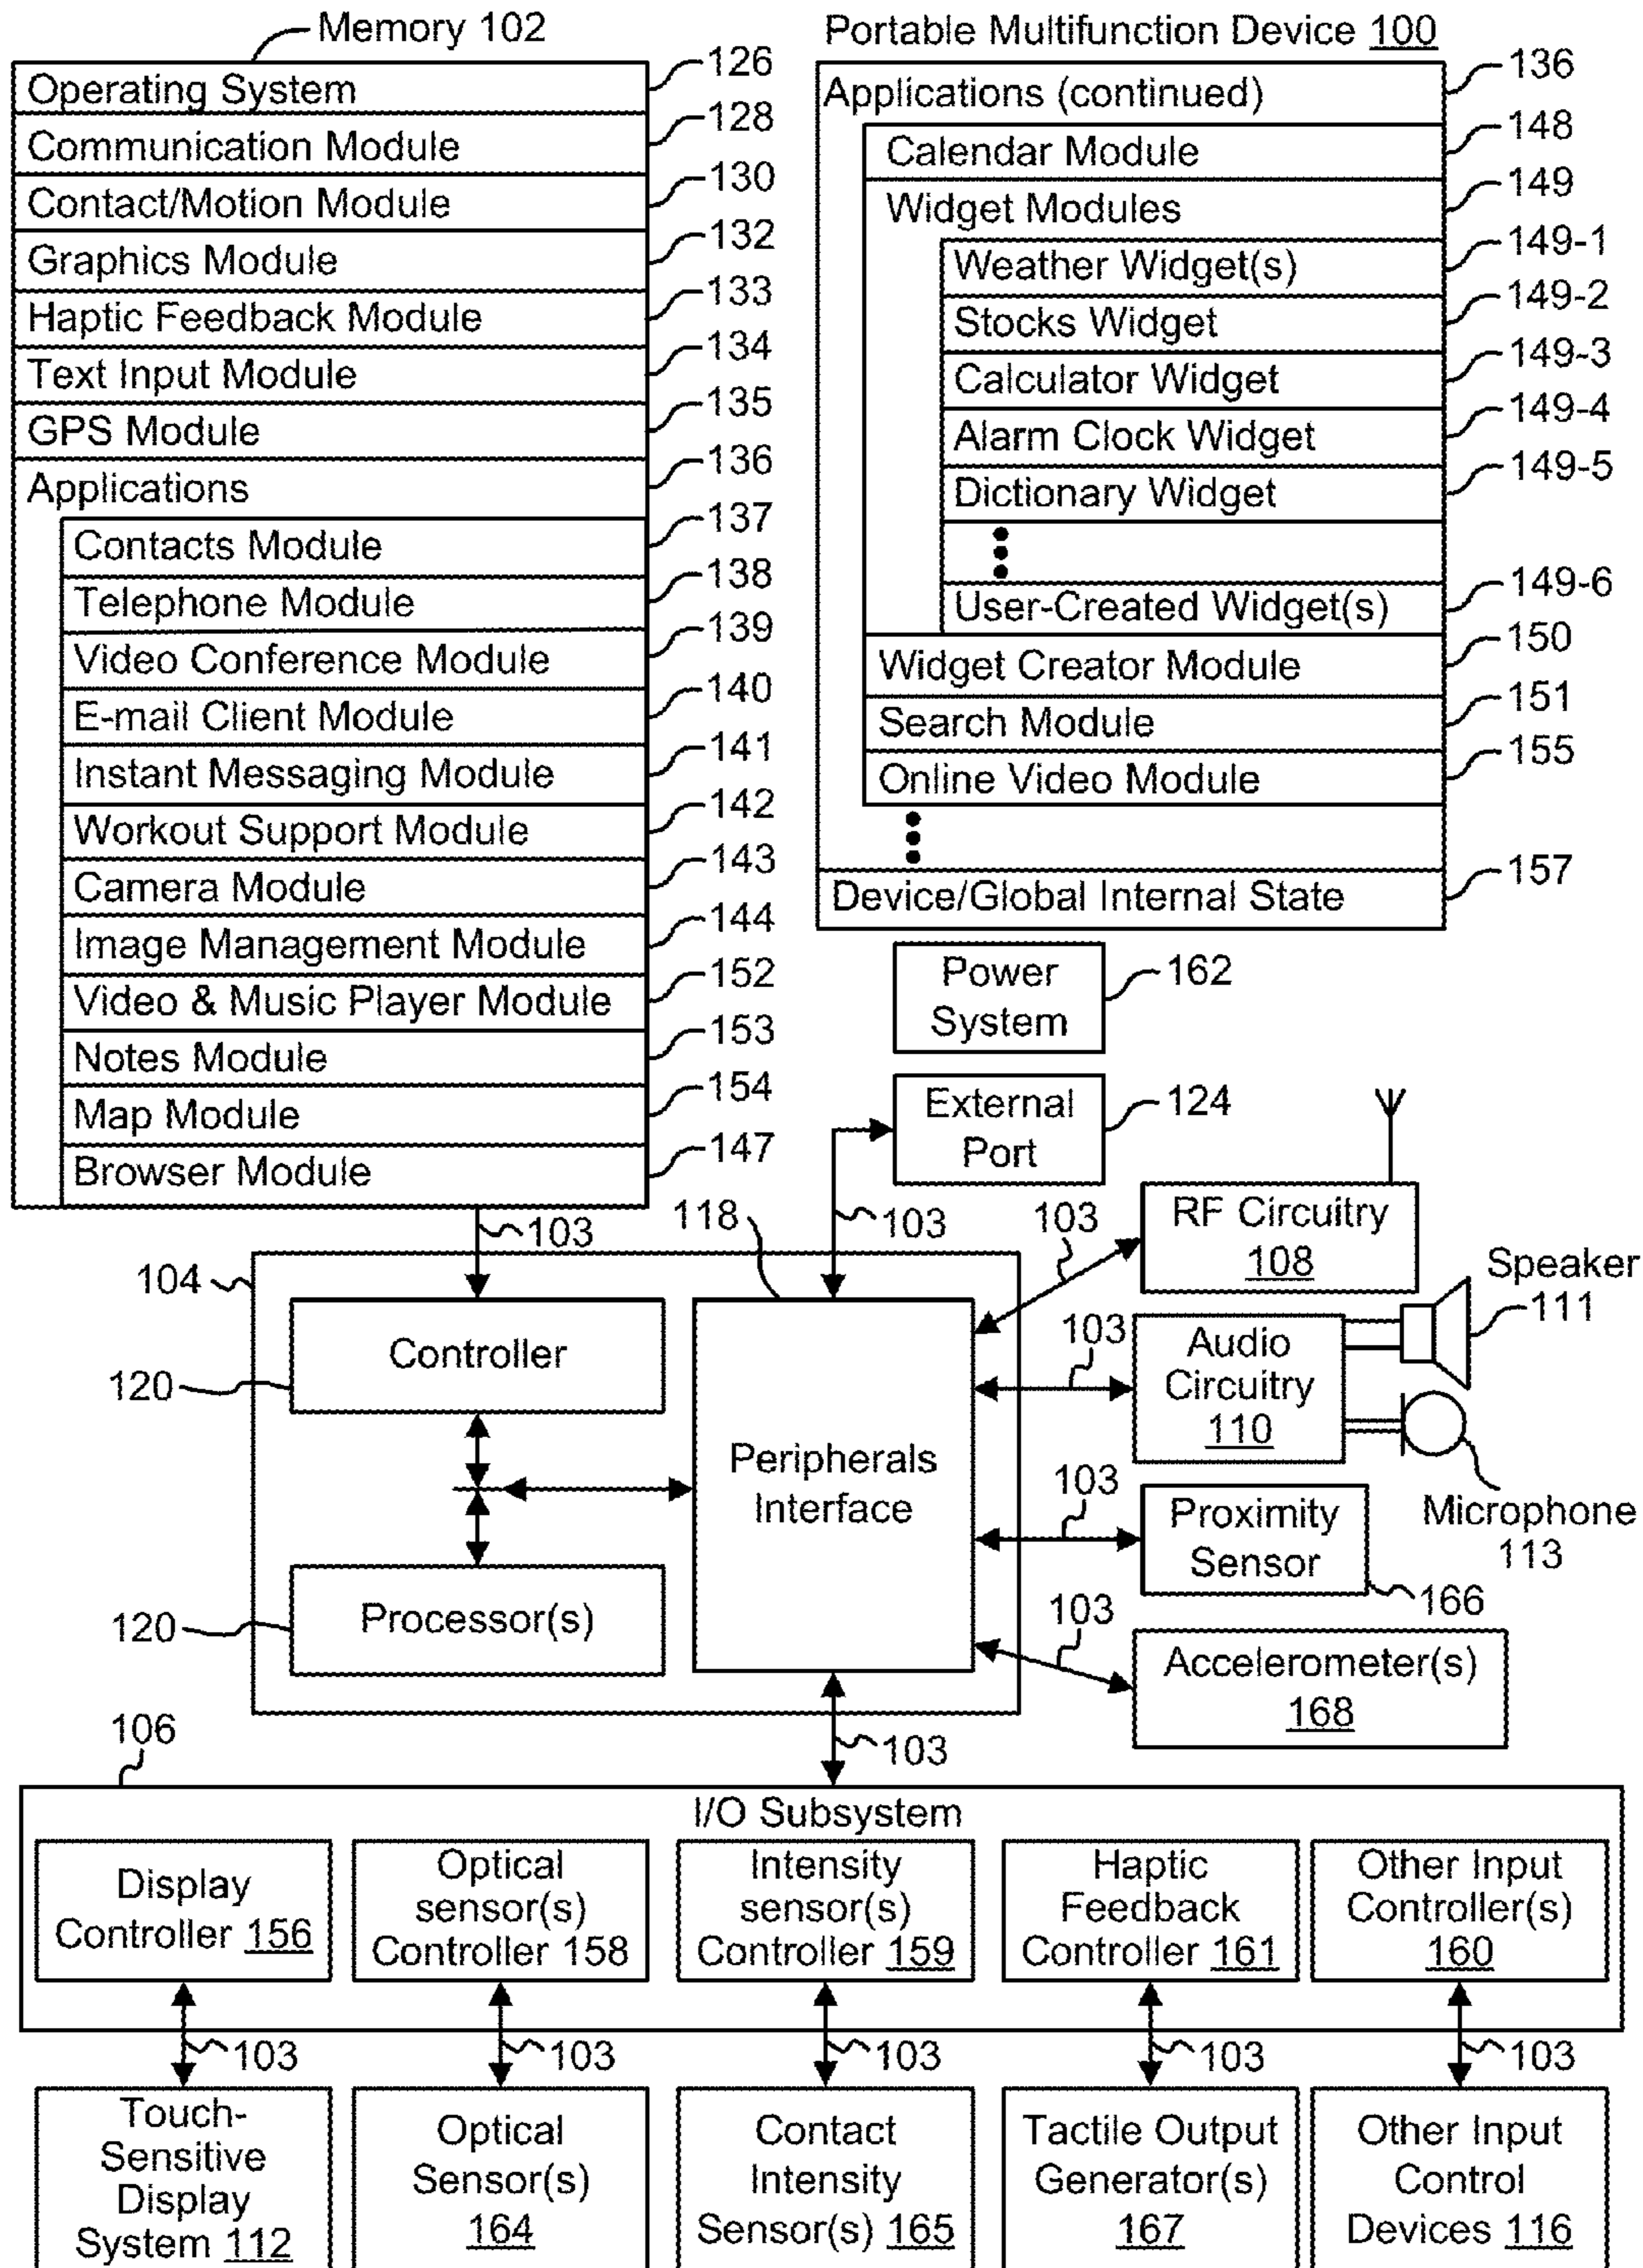 Memory 102
Operating System
126
Communication Module
128
Contact/Motion Module
130
Graphics Module
132
Haptic Feedback Module
133
Text Input Module
134
GPS Module
135
Applications
136
Contacts Module
137
Telephone Module
138
Video Conference Module
139
E-mail Client Module
140
Instant Messaging Module
141
Workout Support Module
142
Camera Module
143
Image Management Module
144
Video & Music Player Module
152
Notes Module
153
Map Module
154
Browser Module
147
Portable Multifunction Device 100
Applications (continued)
136
Calendar Module
148
Widget Modules
149
Weather Widget(s)
149-1
Stocks Widget
149-2
Calculator Widget
149-3
Alarm Clock Widget
149-4
Dictionary Widget
149-5
User-Created Widget(s)
149-6
Widget Creator Module
150
Search Module
151
Online Video Module
155
Device/Global Internal State
157
Power
System
162
External
Port
124
103
118
103
103
RF Circuitry
108
104
Controller
120
Peripherals
Interface
Processor(s)
120
103
Audio
Circuitry
110
Speaker
111
Microphone
113
103
Proximity
Sensor
166
103
Accelerometer(s)
168
106
103
I/O Subsystem
Display
Controller 156
Optical
sensor(s)
Controller 158
Intensity
sensor(s)
Controller 159
Haptic
Feedback
Controller 161
Other Input
Controller(s)
160
103
103
103
103
103
Touch-
Sensitive
Display
System 112
Optical
Sensor(s)
164
Contact
Intensity
Sensor(s) 165
Tactile Output
Generator(s)
167
Other Input
Control
Devices 116